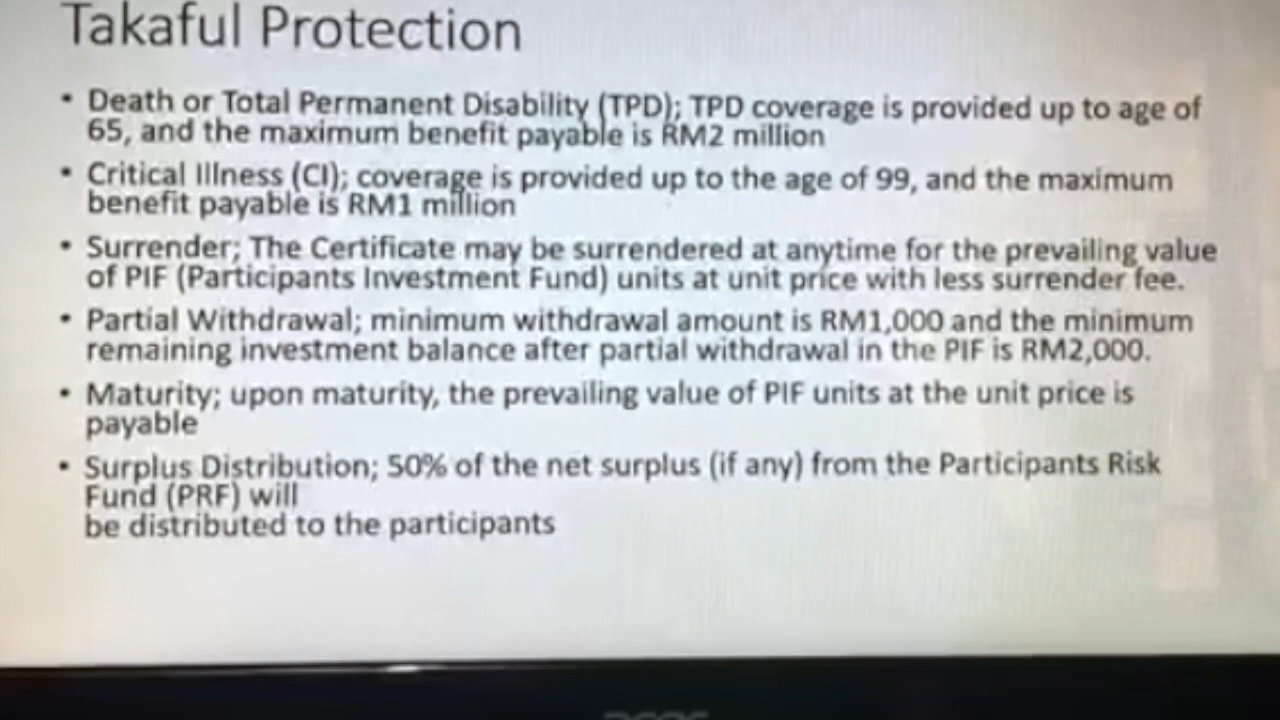 Takaful Protection
• Death or Total Permanent Disability (TPD); TPD coverage is provided up to age of
65, and the maximum benefit payable is RM2 million
• Critical Illness (CI); coverage is provided up to the age of 99, and the maximum
benefit payable is RM1 million
• Surrender; The Certificate may be surrendered at anytime for the prevailing value
of PIF (Participants Investment Fund) units at unit price with less surrender fee.
• Partial Withdrawal; minimum withdrawal amount is RM1,000 and the minimum
remaining investment balance after partial withdrawal in the PIF is RM2,000.
• Maturity; upon maturity, the prevailing value of PIF units at the unit price is
payable
• Surplus Distribution; 50% of the net surplus (if any) from the Participants Risk
Fund (PRF) will
be distributed to the participants